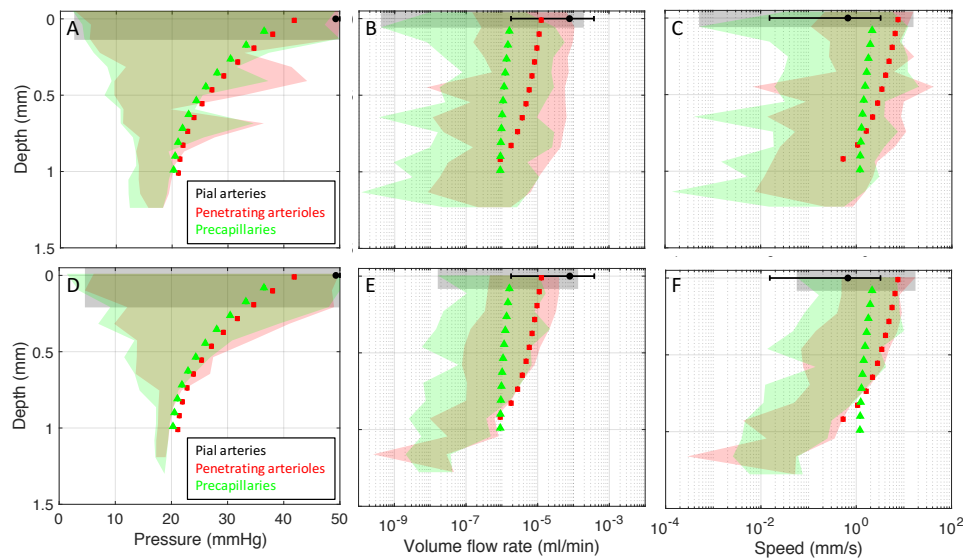 A
B
C
0
0.5
1
1.5
Depth (mm)
Pial arteries
Penetrating arterioles
Precapillaries
D
E
F
0
0.5
1
1.5
Depth (mm)
Pial arteries
Penetrating arterioles
Precapillaries
0 10 20 30 40 50
10⁻⁹ 10⁻⁷ 10⁻⁵ 10⁻³
10⁻⁴ 10⁻² 10⁰ 10²
Pressure (mmHg)
Volume flow rate (ml/min)
Speed (mm/s)